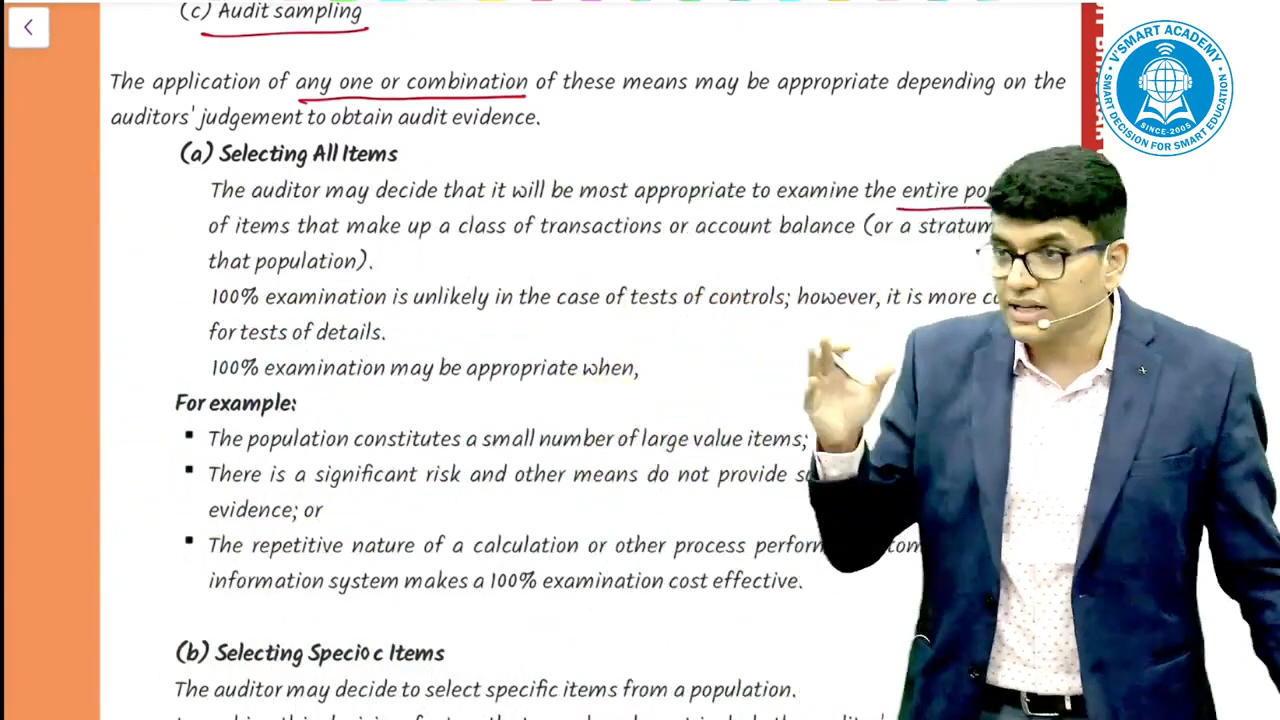 (c) Audit sampling
The application of any one or combination of these means may be appropriate depending on the
auditors' judgement to obtain audit evidence.
(a) Selecting All Items
The auditor may decide that it will be most appropriate to examine the entire
of items that make up a class of transactions or account balance (or a stratum
that population).
100% examination is unlikely in the case of tests of controls; however, it is more
for tests of details.
100% examination may be appropriate when,
For example:
▪ The population constitutes a small number of large value items;
▪ There is a significant risk and other means do not provide
evidence; or
▪ The repetitive nature of a calculation or other process
information system makes a 100% examination cost effective.
(b) Selecting Specio c Items
The auditor may decide to select specific items from a population.
V'SMART ACADEMY
SINCE-2005
SMART DECISION FOR SMART EDUCATION